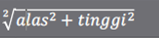 ²√alas² + tinggi²